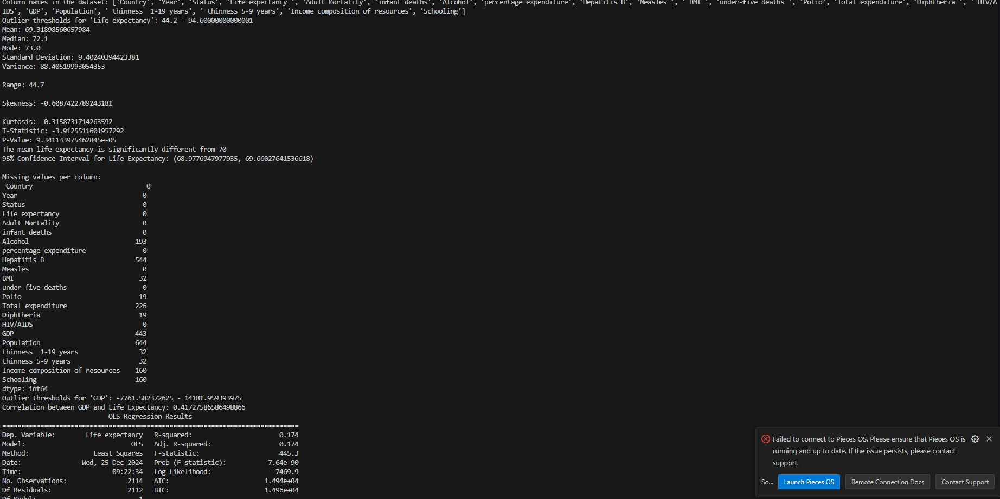 Column names in the dataset: ['Country', 'Year', 'Status', 'Life expectancy ', 'Adult Mortality', 'infant deaths', 'Alcohol', 'percentage expenditure', 'Hepatitis B', 'Measles ', ' BMI ', 'under-five deaths ', 'Polio', 'Total expenditure', 'Diphtheria ', ' HIV/A
IDS', 'GDP', 'Population', ' thinness  1-19 years', ' thinness 5-9 years', 'Income composition of resources', 'Schooling']
Outlier thresholds for 'Life expectancy': 44.2 - 94.60000000000001
Mean: 69.31898560657984
Median: 72.1
Mode: 73.0
Standard Deviation: 9.40240394423381
Variance: 88.40519993054353
Range: 44.7
Skewness: -0.6087422789243181
Kurtosis: -0.3158731714263592
T-Statistic: -3.9125511601957292
P-Value: 9.341133975462845e-05
The mean life expectancy is significantly different from 70
95% Confidence Interval for Life Expectancy: (68.9776947977935, 69.66027641536618)
Missing values per column:
Country 0
Year 0
Status 0
Life expectancy 0
Adult Mortality 0
infant deaths 0
Alcohol 193
percentage expenditure 0
Hepatitis B 544
Measles 0
BMI 32
under-five deaths 0
Polio 19
Total expenditure 226
Diphtheria 19
HIV/AIDS 0
GDP 443
Population 644
thinness  1-19 years 32
thinness 5-9 years 32
Income composition of resources 160
Schooling 160
dtype: int64
Outlier thresholds for 'GDP': -7761.582372625 - 14181.959393975
Correlation between GDP and Life Expectancy: 0.41727586586498866
OLS Regression Results
==============================================================================
Dep. Variable: Life expectancy R-squared: 0.174
Model: OLS Adj. R-squared: 0.174
Method: Least Squares F-statistic: 445.3
Date: Wed, 25 Dec 2024 Prob (F-statistic): 7.64e-90
Time: 09:22:34 Log-Likelihood: -7469.9
No. Observations: 2114 AIC: 1.494e+04
Df Residuals: 2112 BIC: 1.496e+04
Df Model: 1
Failed to connect to Pieces OS. Please ensure that Pieces OS is
running and up to date. If the issue persists, please contact
support.
So... Launch Pieces OS Remote Connection Docs Contact Support